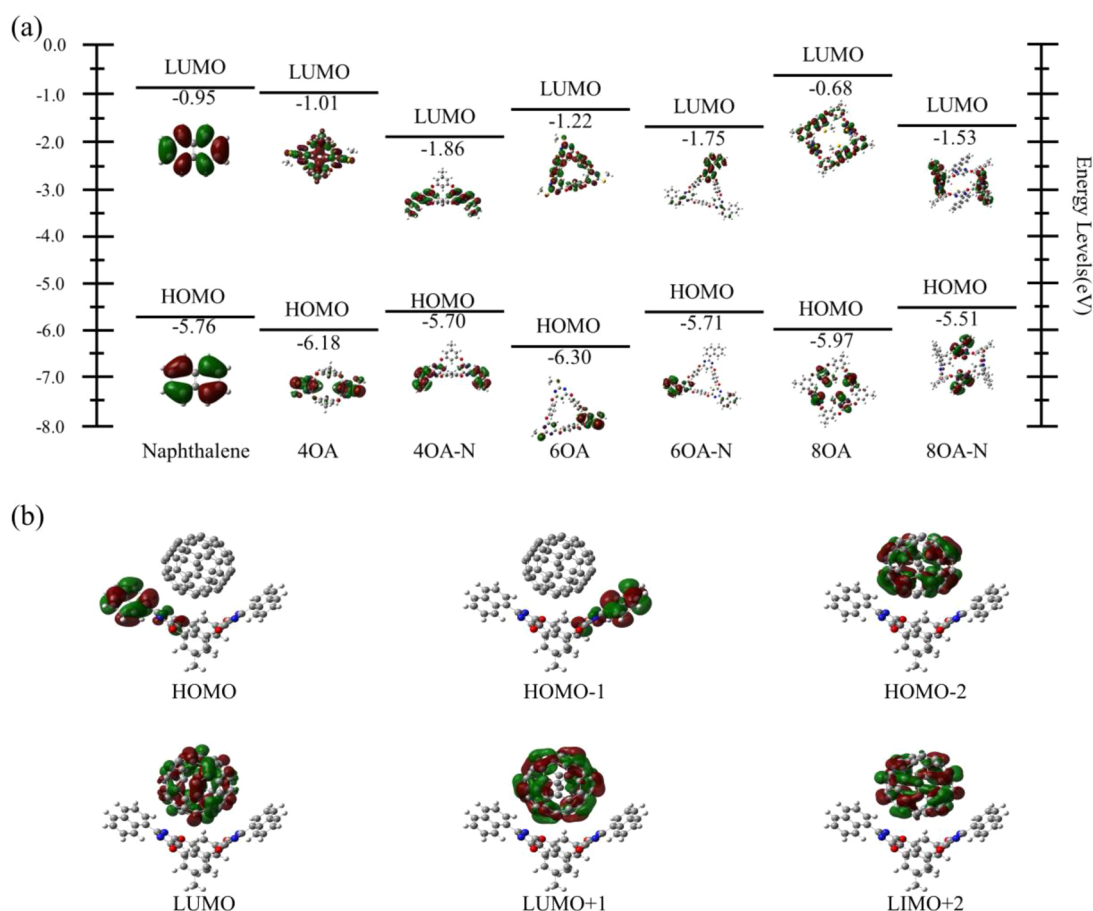 (a)
0.0
-1.0
-2.0
-3.0
-4.0
-5.0
-6.0
-7.0
-8.0
LUMO
-0.95
LUMO
-1.01
LUMO
-1.86
LUMO
-1.22
LUMO
-1.75
LUMO
-0.68
LUMO
-1.53
HOMO
-5.76
HOMO
-6.18
HOMO
-5.70
HOMO
-6.30
HOMO
-5.71
HOMO
-5.97
HOMO
-5.51
Naphthalene
4OA
4OA-N
6OA
6OA-N
8OA
8OA-N
Energy Levels(eV)
(b)
HOMO
HOMO-1
HOMO-2
LUMO
LUMO+1
LIMO+2